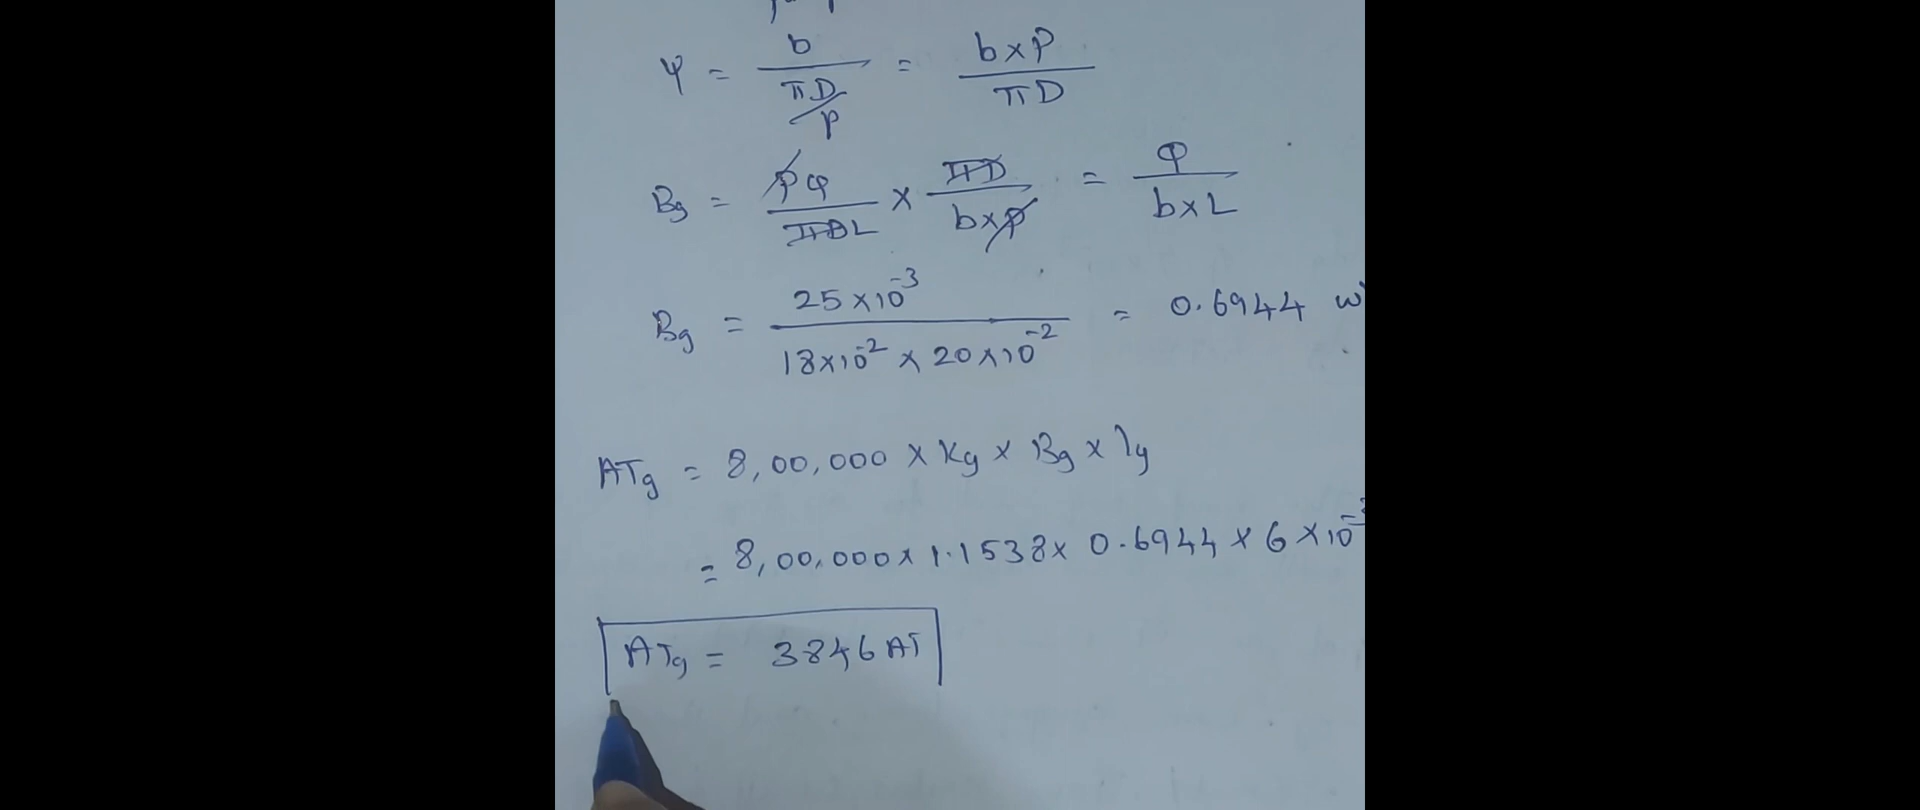 ψ = b / (πD/P) = b×P / πD
Bg = Pφ / πDL × πD / b×P = φ / b×L
Bg = 25×10⁻³ / 18×10⁻² × 20×10⁻² = 0.6944
ATg = 8,00,000 × Kg × Bg × lg
= 8,00,000 × 1.1538 × 0.6944 × 6×10⁻³
ATg = 3846 AT